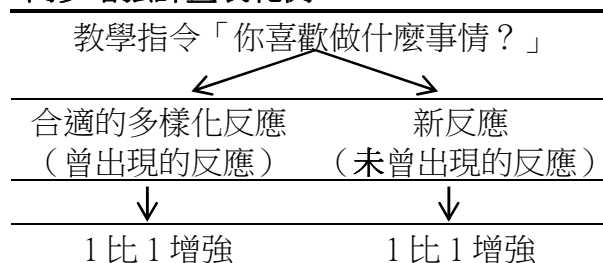 教學指令「你喜歡做什麼事情？」
合適的多樣化反應 新反應
（曾出現的反應） （未曾出現的反應）
1 比 1 增強 1 比 1 增強